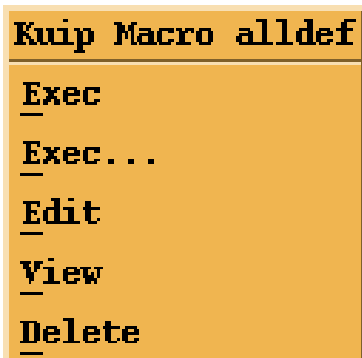 Kuip Macro alldef
Exec
Exec...
Edit
View
Delete